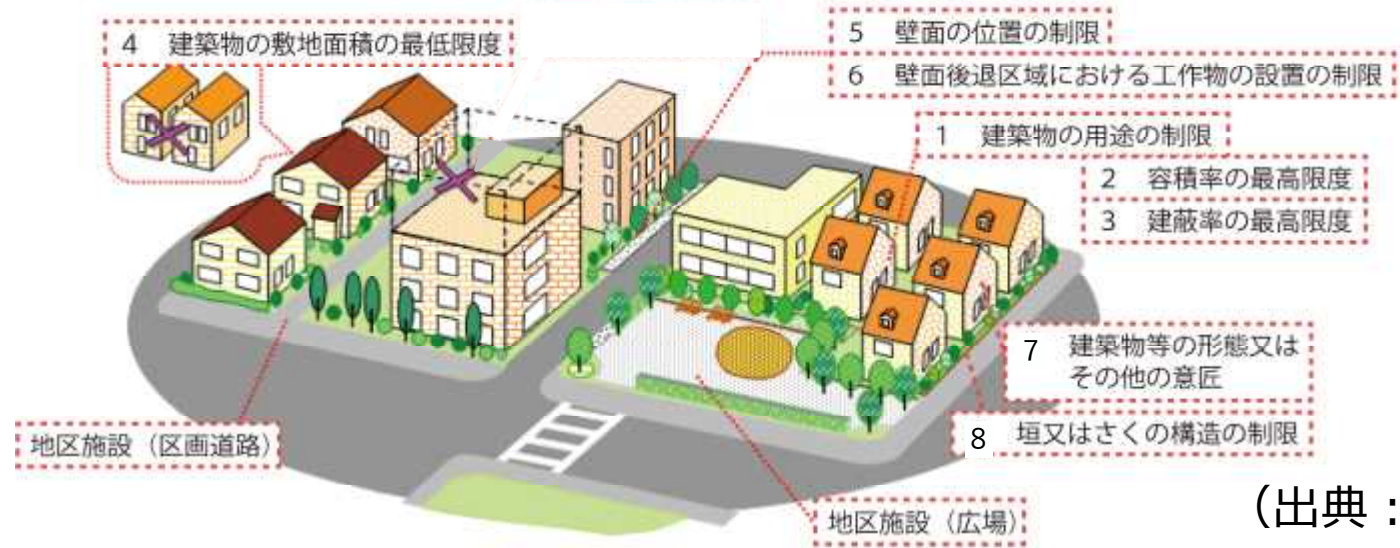 4 建築物の敷地面積の最低限度
5 壁面の位置の制限
6 壁面後退区域における工作物の設置の制限
1 建築物の用途の制限
2 容積率の最高限度
3 建蔽率の最高限度
7 建築物等の形態又は
その他の意匠
8 垣又はさくの構造の制限
地区施設（区画道路）
地区施設（広場）
（出典：